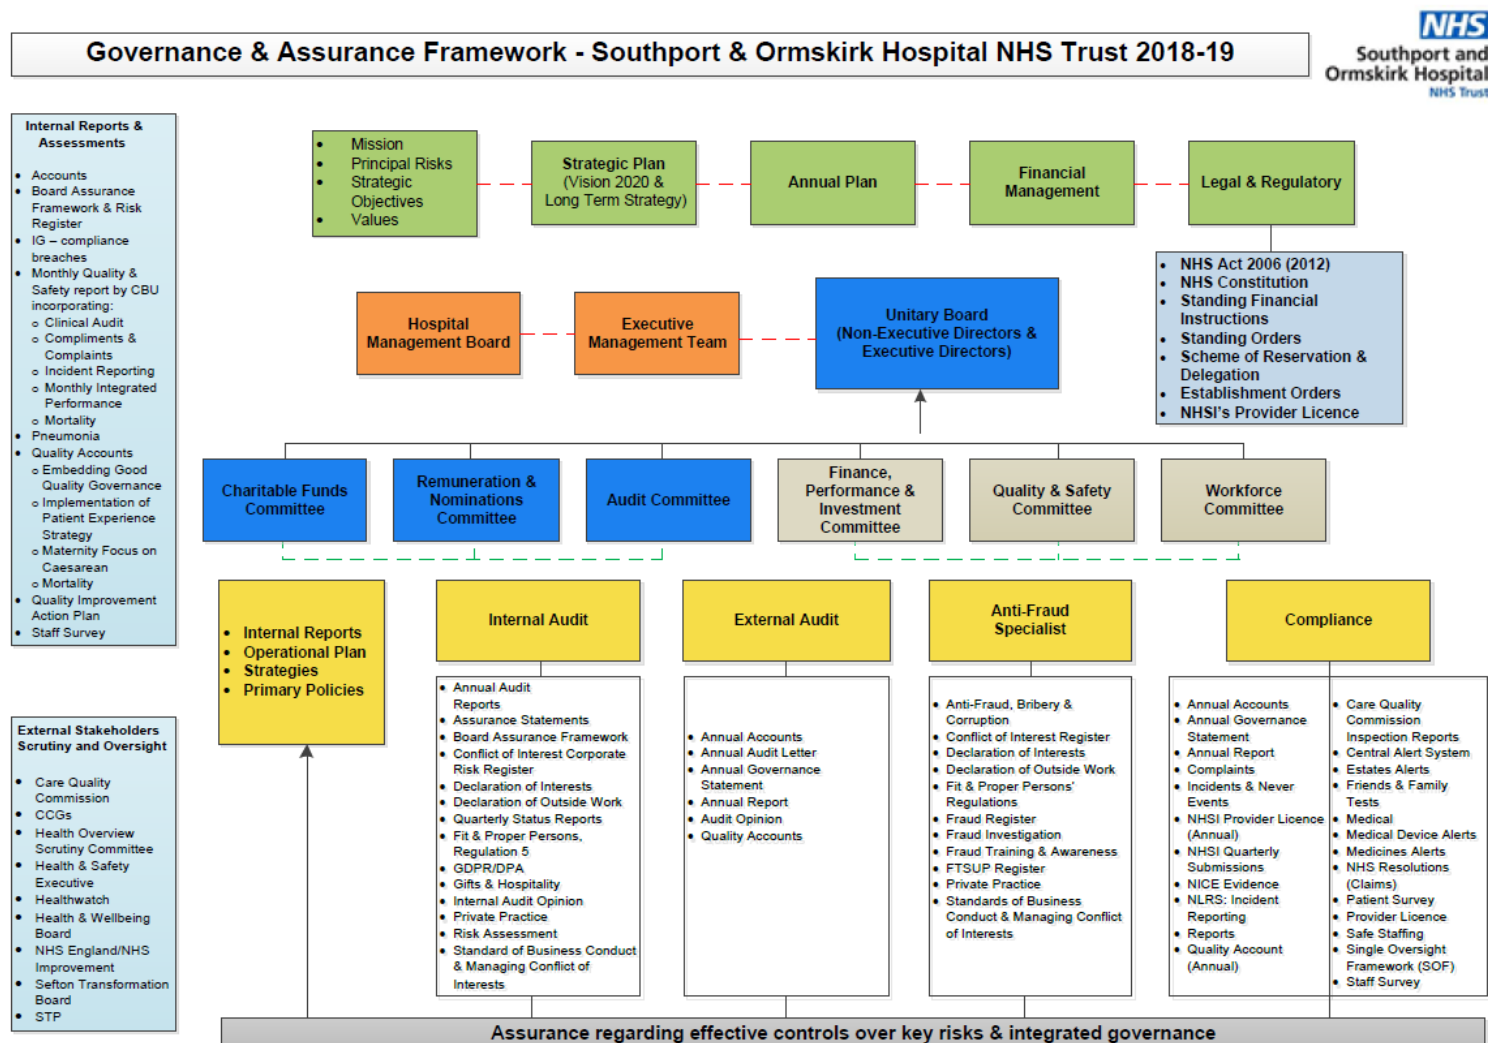 NHS
Southport and
Ormskirk Hospital
NHS Trust
Governance & Assurance Framework - Southport & Ormskirk Hospital NHS Trust 2018-19
Internal Reports &
Assessments
• Accounts
• Board Assurance
Framework & Risk
Register
• IG – compliance
breaches
• Monthly Quality &
Safety report by CBU
incorporating:
o Clinical Audit
o Compliments &
Complaints
o Incident Reporting
o Monthly Integrated
Performance
o Mortality
• Pneumonia
• Quality Accounts
o Embedding Good
Quality Governance
o Implementation of
Patient Experience
Strategy
o Maternity Focus on
Caesarean
o Mortality
• Quality Improvement
Action Plan
• Staff Survey
External Stakeholders
Scrutiny and Oversight
• Care Quality
Commission
• CCGs
• Health Overview
Scrutiny Committee
• Health & Safety
Executive
• Healthwatch
• Health & Wellbeing
Board
• NHS England/NHS
Improvement
• Sefton Transformation
Board
• STP
• Mission
• Principal Risks
• Strategic
Objectives
• Values
Strategic Plan
(Vision 2020 &
Long Term Strategy)
Annual Plan
Financial
Management
Legal & Regulatory
• NHS Act 2006 (2012)
• NHS Constitution
• Standing Financial
Instructions
• Standing Orders
• Scheme of Reservation &
Delegation
• Establishment Orders
• NHSI's Provider Licence
Hospital
Management Board
Executive
Management Team
Unitary Board
(Non-Executive Directors &
Executive Directors)
Charitable Funds
Committee
Remuneration &
Nominations
Committee
Audit Committee
Finance,
Performance &
Investment
Committee
Quality & Safety
Committee
Workforce
Committee
• Internal Reports
• Operational Plan
• Strategies
• Primary Policies
Internal Audit
• Annual Audit
Reports
• Assurance Statements
• Board Assurance Framework
• Conflict of Interest Corporate
Risk Register
• Declaration of Interests
• Declaration of Outside Work
• Quarterly Status Reports
• Fit & Proper Persons,
Regulation 5
• GDPR/DPA
• Gifts & Hospitality
• Internal Audit Opinion
• Private Practice
• Risk Assessment
• Standard of Business Conduct
& Managing Conflict of
Interests
External Audit
• Annual Accounts
• Annual Audit Letter
• Annual Governance
Statement
• Annual Report
• Audit Opinion
• Quality Accounts
Anti-Fraud
Specialist
• Anti-Fraud, Bribery &
Corruption
• Conflict of Interest Register
• Declaration of Interests
• Declaration of Outside Work
• Fit & Proper Persons'
Regulations
• Fraud Register
• Fraud Investigation
• Fraud Training & Awareness
• FTSUP Register
• Private Practice
• Standards of Business
Conduct & Managing Conflict
of Interests
Compliance
• Annual Accounts
• Annual Governance
Statement
• Annual Report
• Complaints
• Incidents & Never
Events
• NHSI Provider Licence
(Annual)
• NHSI Quarterly
Submissions
• NICE Evidence
• NLRS: Incident
Reporting
• Reports
• Quality Account
(Annual)
• Care Quality
Commission
Inspection Reports
• Central Alert System
• Estates Alerts
• Friends & Family
Tests
• Medical
• Medical Device Alerts
• Medicines Alerts
• NHS Resolutions
(Claims)
• Patient Survey
• Provider Licence
• Safe Staffing
• Single Oversight
Framework (SOF)
• Staff Survey
Assurance regarding effective controls over key risks & integrated governance